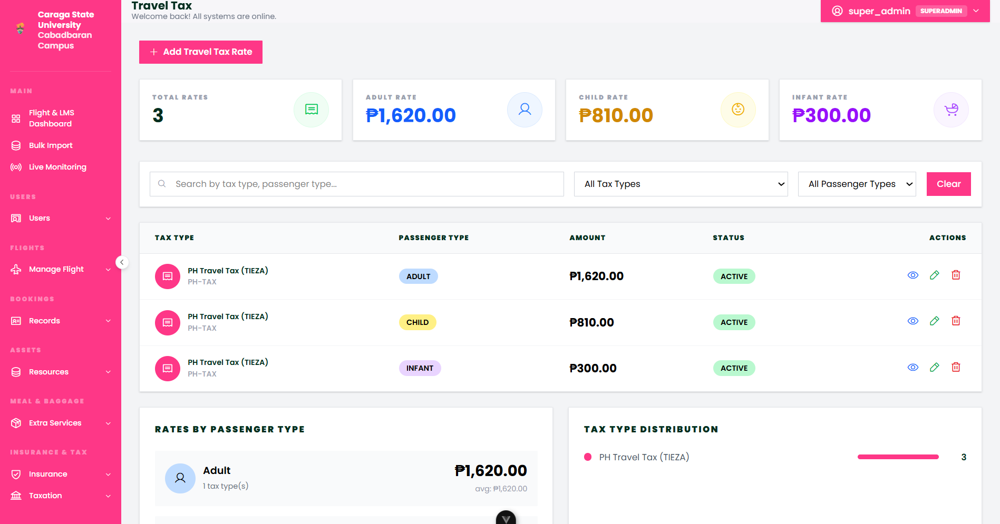 Caraga State
University
Cabadbaran
Campus
MAIN
Flight & LMS
Dashboard
Bulk Import
Live Monitoring
USERS
Users
FLIGHTS
Manage Flight
BOOKINGS
Records
ASSETS
Resources
MEAL & BAGGAGE
Extra Services
INSURANCE & TAX
Insurance
Taxation
Travel Tax
Welcome back! All systems are online.
super_admin SUPERADMIN
Add Travel Tax Rate
TOTAL RATES
3
ADULT RATE
₱1,620.00
CHILD RATE
₱810.00
INFANT RATE
₱300.00
Search by tax type, passenger type...
All Tax Types
All Passenger Types
Clear
TAX TYPE PASSENGER TYPE AMOUNT STATUS ACTIONS
PH Travel Tax (TIEZA)
PH-TAX
ADULT ₱1,620.00 ACTIVE
PH Travel Tax (TIEZA)
PH-TAX
CHILD ₱810.00 ACTIVE
PH Travel Tax (TIEZA)
PH-TAX
INFANT ₱300.00 ACTIVE
RATES BY PASSENGER TYPE
Adult
1 tax type(s)
₱1,620.00
avg: ₱1,620.00
TAX TYPE DISTRIBUTION
PH Travel Tax (TIEZA) 3